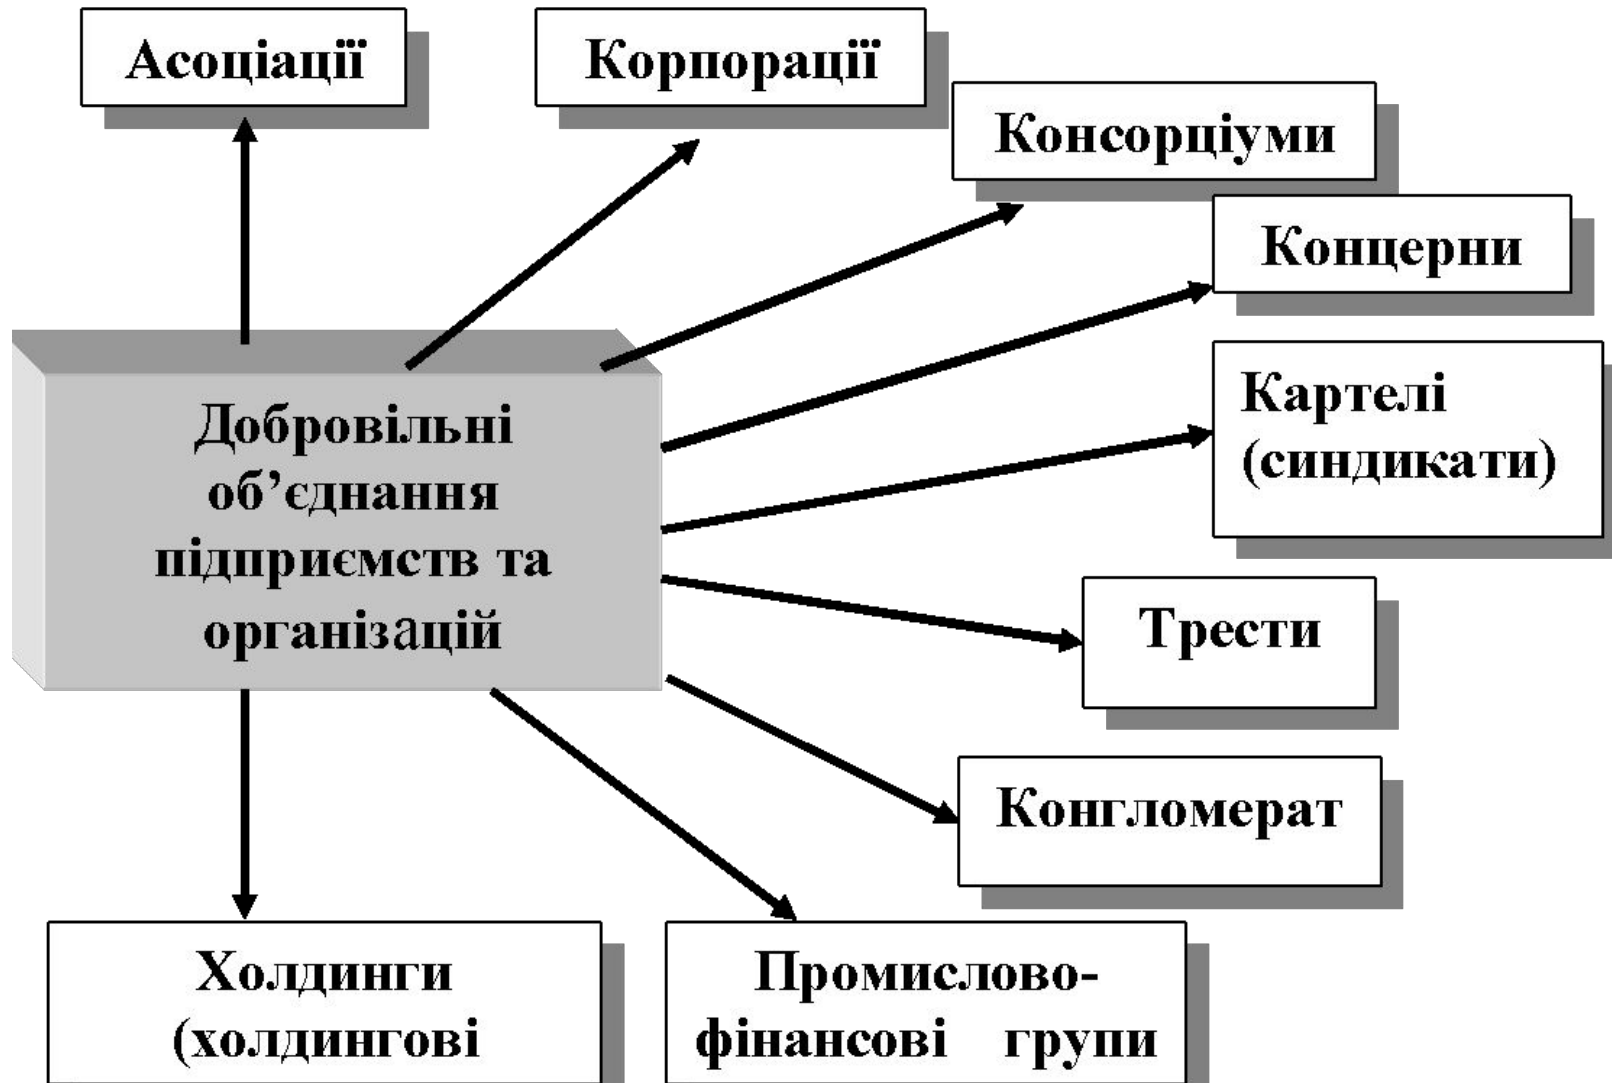 Асоціації
Корпорації
Консорціуми
Концерни
Картелі
(синдикати)
Добровільні
об’єднання
підприємств та
організацій
Трести
Конгломерат
Холдинги
(холдингові
Промислово-
фінансові групи